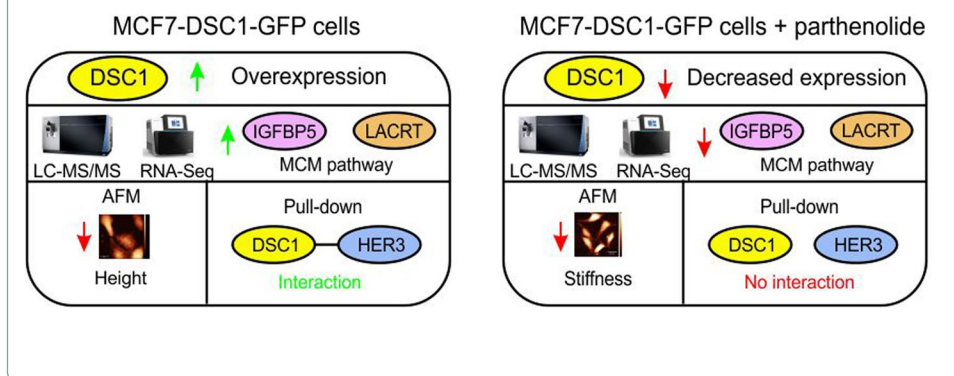 MCF7-DSC1-GFP cells
DSC1 Overexpression
IGFBP5 LACRT
LC-MS/MS RNA-Seq MCM pathway
AFM
Height
Pull-down
DSC1 HER3
Interaction
MCF7-DSC1-GFP cells + parthenolide
DSC1 Decreased expression
IGFBP5 LACRT
LC-MS/MS RNA-Seq MCM pathway
AFM
Stiffness
Pull-down
DSC1 HER3
No interaction